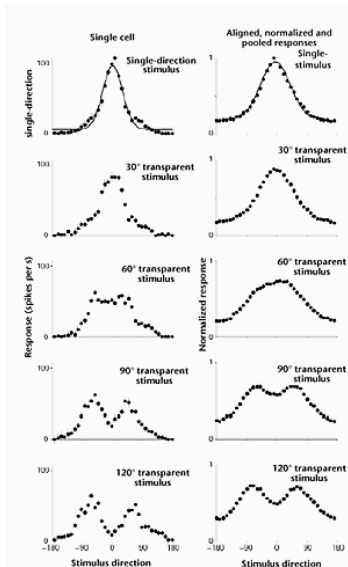 Single cell
Aligned, normalized and
pooled responses
Single-direction
stimulus
Single-
stimulus
single-direction
100
0
1
0
30° transparent
stimulus
30° transparent
stimulus
100
0
1
0
60° transparent
stimulus
60° transparent
stimulus
Response (spikes per s)
Normalized response
100
0
1
0
90° transparent
stimulus
90° transparent
stimulus
100
0
1
0
120° transparent
stimulus
120° transparent
stimulus
100
0
1
0
−180 −90 0 90 180
−180 −90 0 90 180
Stimulus direction
Stimulus direction